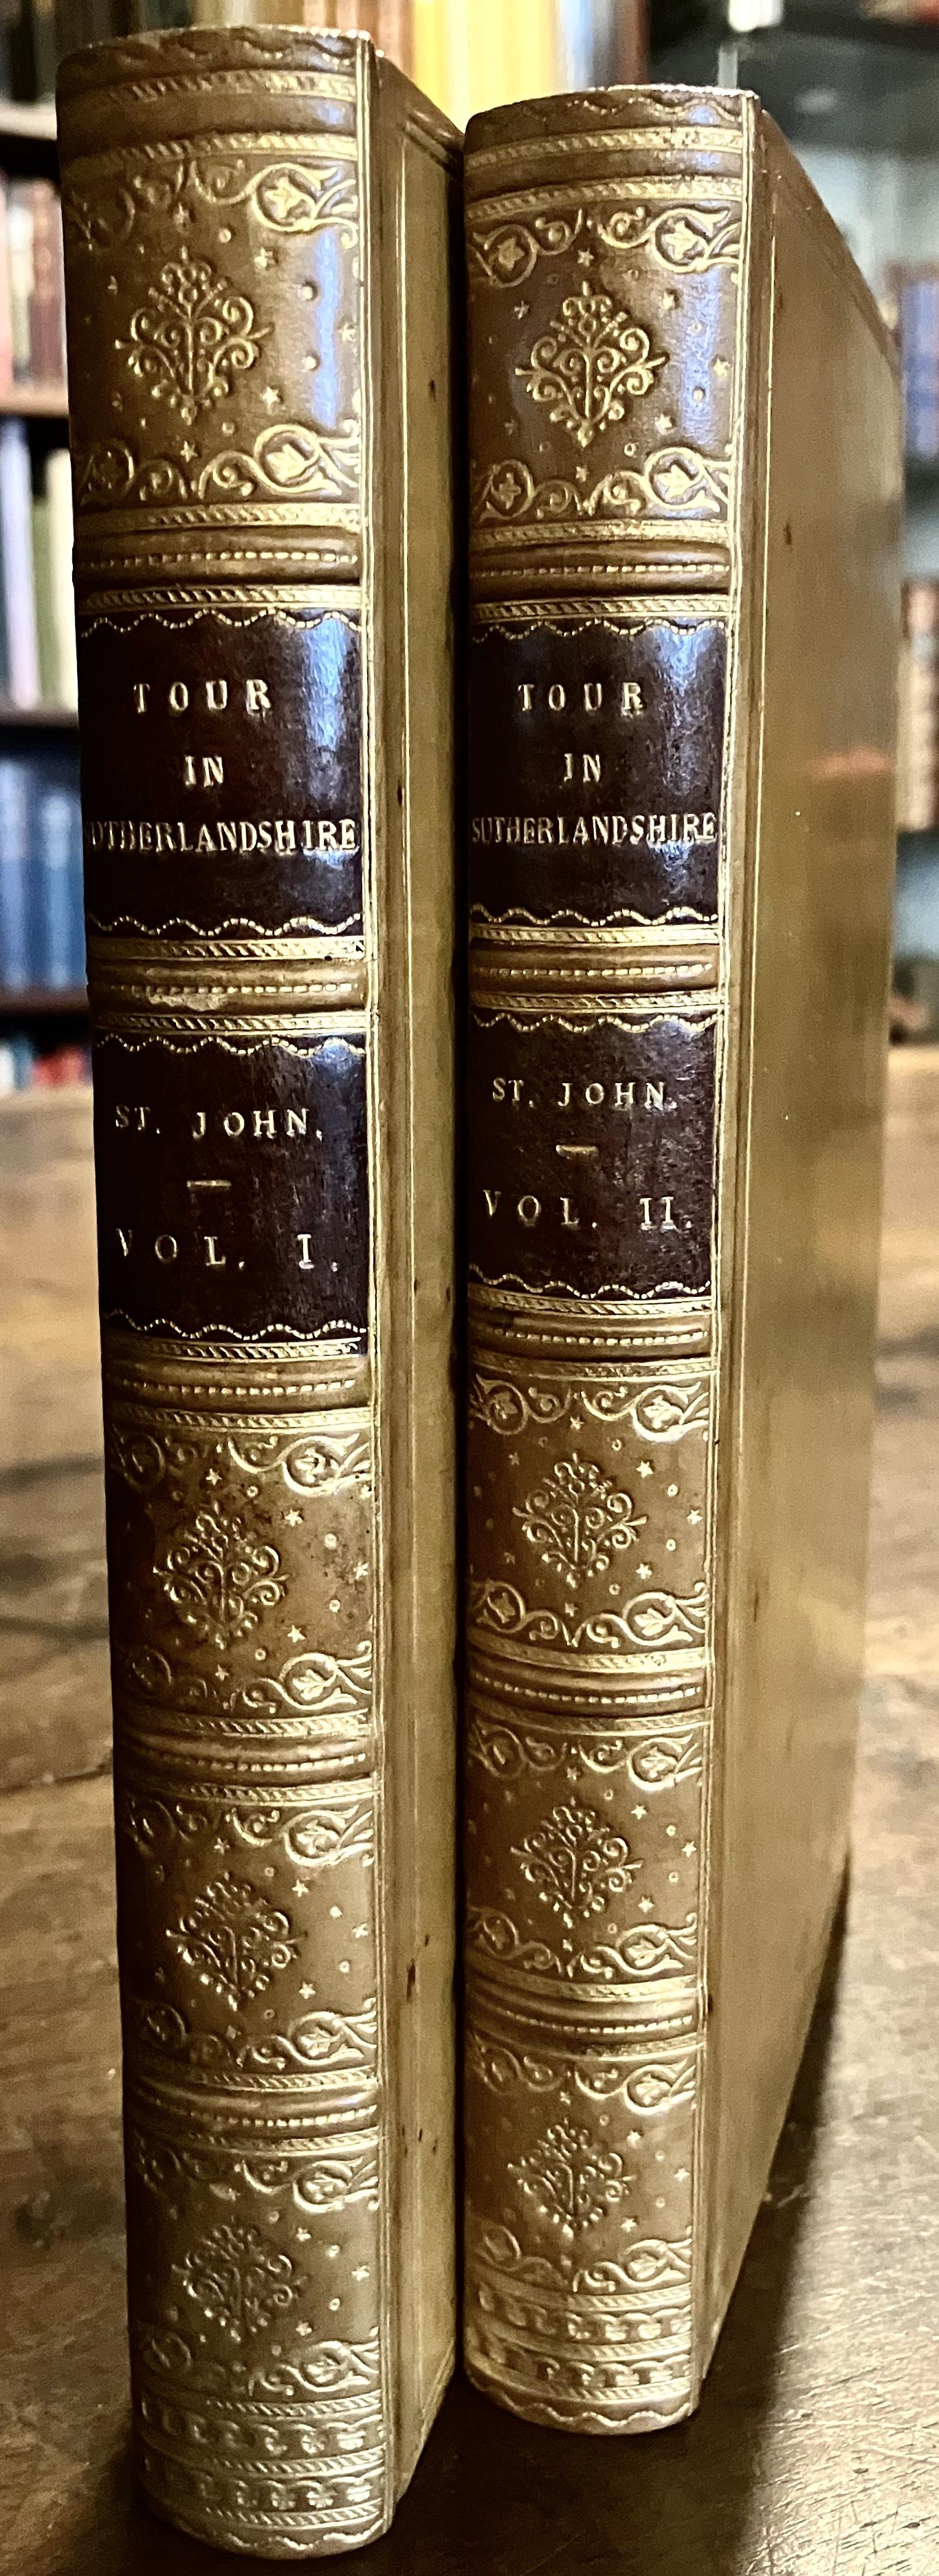 TOUR
IN
SUTHERLANDSHIRE
ST. JOHN.
VOL. I.
TOUR
IN
SUTHERLANDSHIRE
ST. JOHN.
VOL. II.